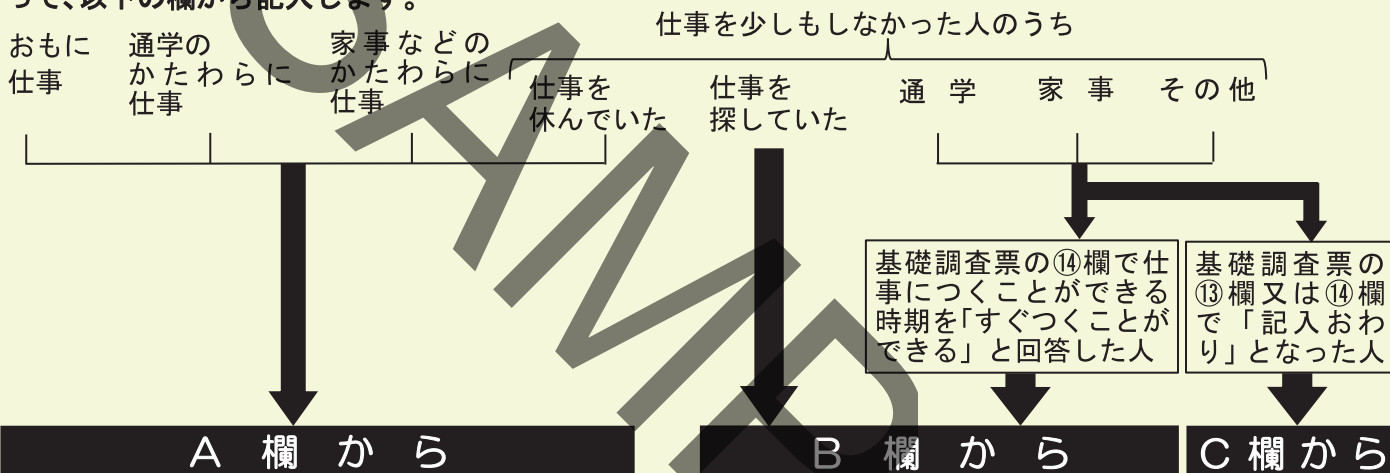 って、以下の欄から記入します。
仕事を少しもしなかった人のうち
おもに
仕事
通学の
かたわらに
仕事
家事などの
かたわらに
仕事
仕事を
休んでいた
仕事を
探していた
通学
家事
その他
基礎調査票の⑭欄で仕
事につくことができる
時期を「すぐつくことが
できる」と回答した人
基礎調査票の
⑬欄又は⑭欄
で「記入おわ
り」となった人
A欄から
B欄から
C欄から
SAMP